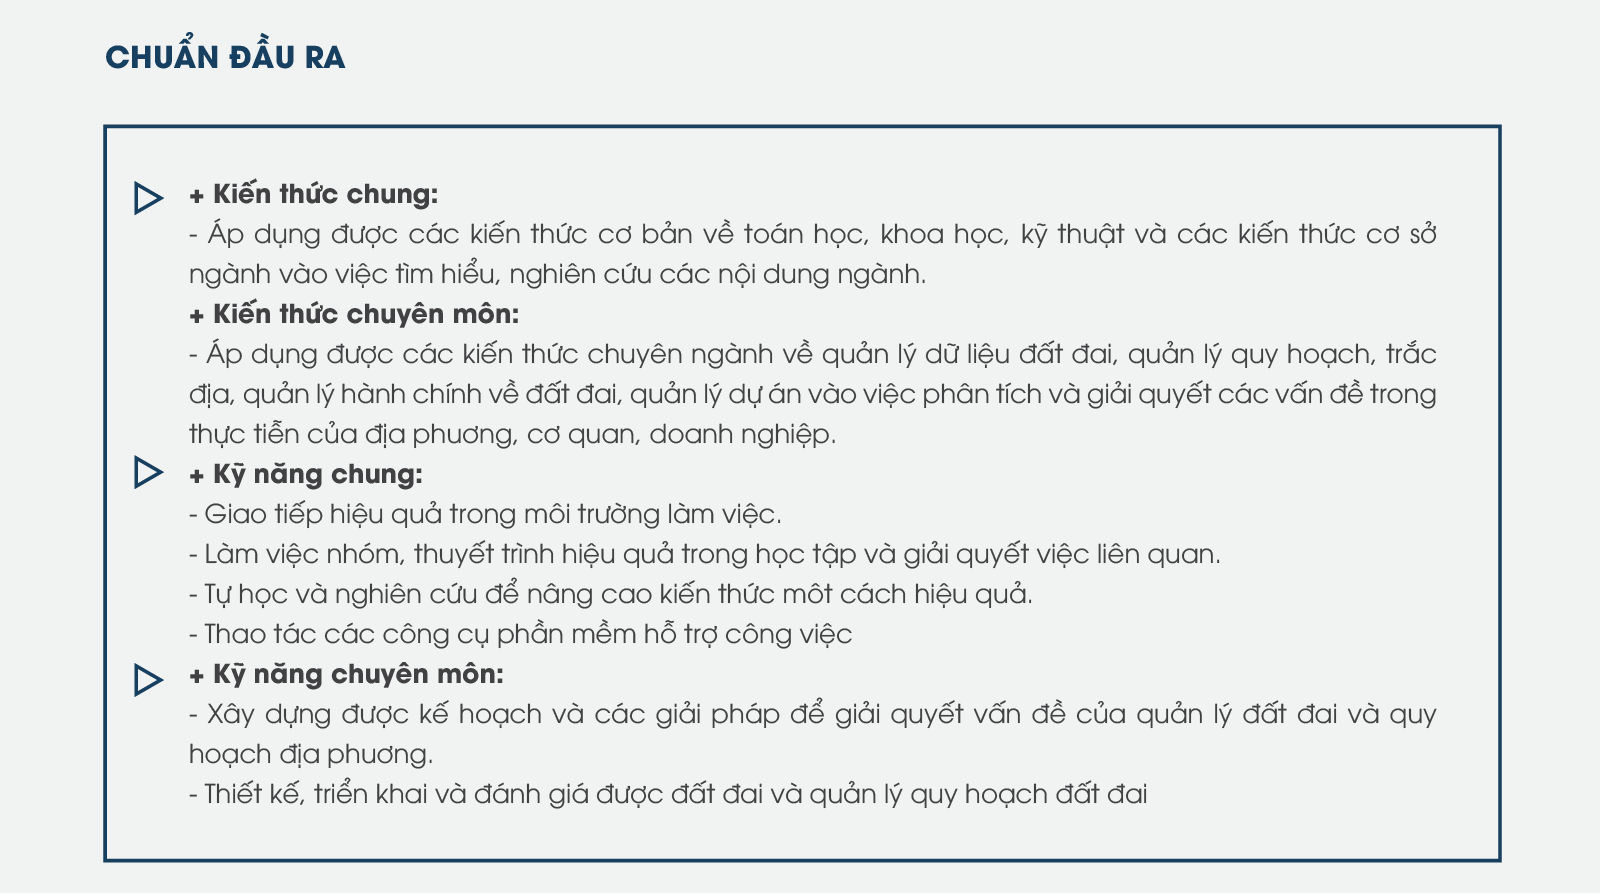 CHUẨN ĐẦU RA
+ Kiến thức chung:
- Áp dụng được các kiến thức cơ bản về toán học, khoa học, kỹ thuật và các kiến thức cơ sở
ngành vào việc tìm hiểu, nghiên cứu các nội dung ngành.
+ Kiến thức chuyên môn:
- Áp dụng được các kiến thức chuyên ngành về quản lý dữ liệu đất đai, quản lý quy hoạch, trắc
địa, quản lý hành chính về đất đai, quản lý dự án vào việc phân tích và giải quyết các vấn đề trong
thực tiễn của địa phương, cơ quan, doanh nghiệp.
+ Kỹ năng chung:
- Giao tiếp hiệu quả trong môi trường làm việc.
- Làm việc nhóm, thuyết trình hiệu quả trong học tập và giải quyết việc liên quan.
- Tự học và nghiên cứu để nâng cao kiến thức môt cách hiệu quả.
- Thao tác các công cụ phần mềm hỗ trợ công việc
+ Kỹ năng chuyên môn:
- Xây dựng được kế hoạch và các giải pháp để giải quyết vấn đề của quản lý đất đai và quy
hoạch địa phương.
- Thiết kế, triển khai và đánh giá được đất đai và quản lý quy hoạch đất đai